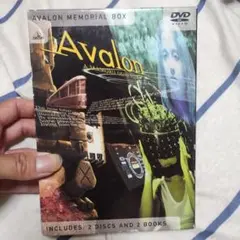 AVALON MEMORIAL BOX
DVD
Avalon
INCLUDES: 2 DISCS AND 2 BOOKS